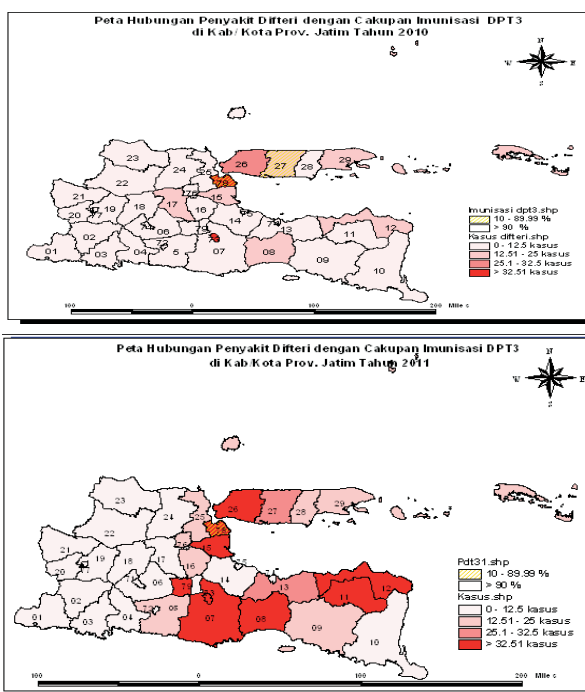 Peta Hubungan Penyakit Difteri dengan Cakupan Imunisasi DPT3
di Kab/ Kota Prov. Jatim Tahun 2010
N
W E
S
23
26 27 28 29
24 25
22
78
21
17 15
20 19 18 16
14
02 06 13 11 12
01 03 04 5 07 08 09
10
Imunisasi dpt3.shp
10 - 89.99 %
> 90 %
Kasus difteri.shp
0 - 12.5 kasus
12.51 - 25 kasus
25.1 - 32.5 kasus
> 32.51 kasus
100 0 100 200 Miles
Peta Hubungan Penyakit Difteri dengan Cakupan Imunisasi DPT3
di Kab/Kota Prov. Jatim Tahun 2011
N
W E
S
23
26 27 28 29
24 25
22
78
21 15
20 19 18 17 16
14
02 06 13 11 12
01 03 04 05 07 08 09
10
Pdt31.shp
10 - 89.99 %
> 90 %
Kasus.shp
0 - 12.5 kasus
12.51 - 25 kasus
25.1 - 32.5 kasus
> 32.51 kasus
100 0 100 200 Miles